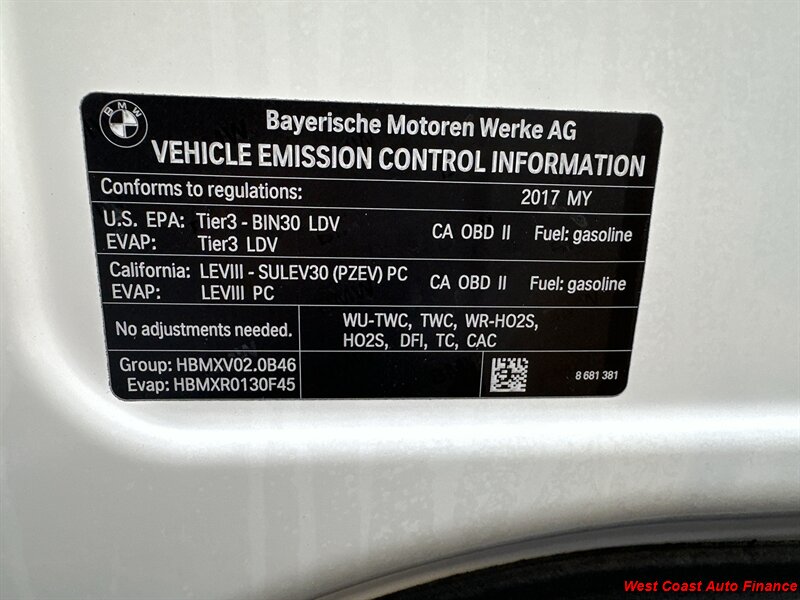 BMW
Bayerische Motoren Werke AG
VEHICLE EMISSION CONTROL INFORMATION
Conforms to regulations: 2017 MY
U.S. EPA: Tier3 - BIN30 LDV CA OBD II Fuel: gasoline
EVAP: Tier3 LDV
California: LEVIII - SULEV30 (PZEV) PC CA OBD II Fuel: gasoline
EVAP: LEVIII PC
No adjustments needed.
WU-TWC, TWC, WR-HO2S,
HO2S, DFI, TC, CAC
Group: HBMXV02.0B46
Evap: HBMXR0130F45
8 681 381
West Coast Auto Finance